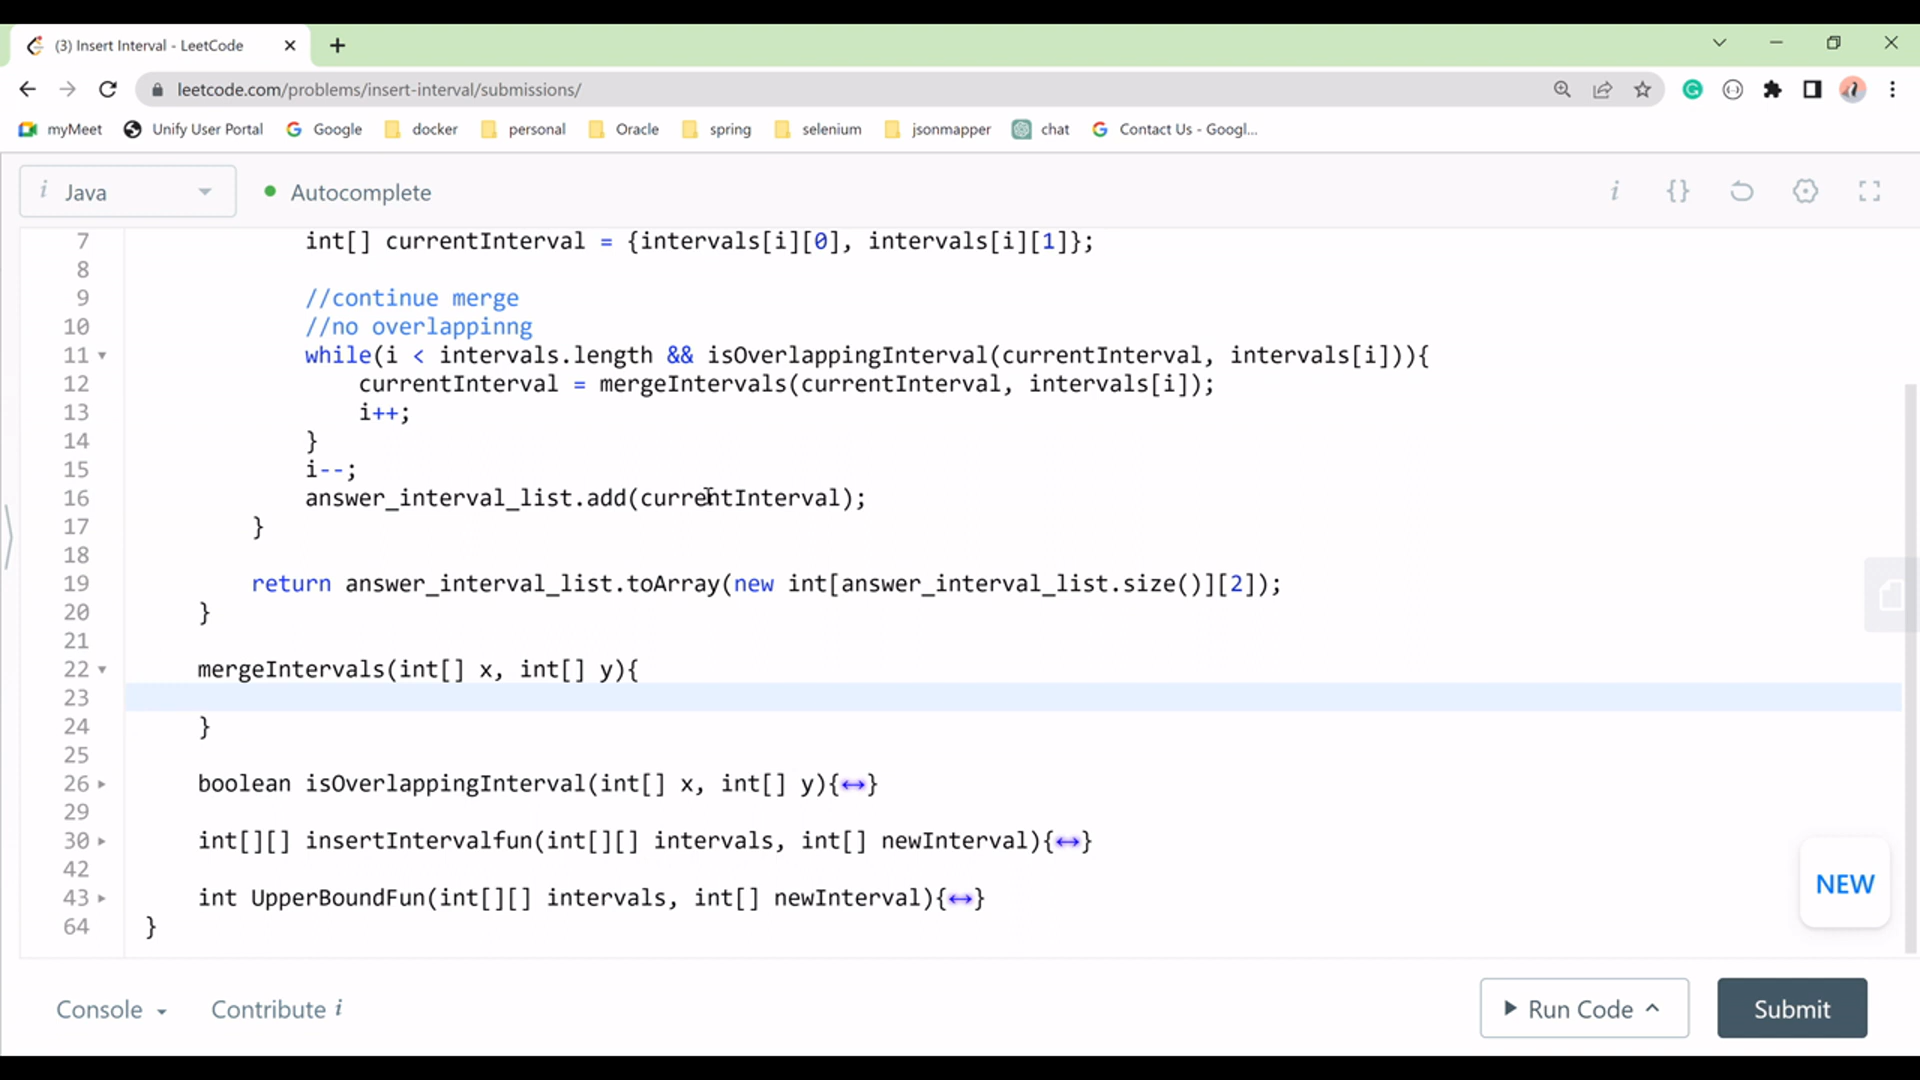 (3) Insert Interval - LeetCode
leetcode.com/problems/insert-interval/submissions/
myMeet Unify User Portal Google docker personal Oracle spring selenium jsonmapper chat Contact Us - Googl...
i Java Autocomplete i {}
7 int[] currentInterval = {intervals[i][0], intervals[i][1]};
8
9 //continue merge
10 //no overlappinng
11 while(i < intervals.length && isOverlappingInterval(currentInterval, intervals[i])){
12 currentInterval = mergeIntervals(currentInterval, intervals[i]);
13 i++;
14 }
15 i--;
16 answer_interval_list.add(currentInterval);
17 }
18
19 return answer_interval_list.toArray(new int[answer_interval_list.size()][2]);
20 }
21
22 mergeIntervals(int[] x, int[] y){
23
24 }
25
26 boolean isOverlappingInterval(int[] x, int[] y){↔}
29
30 int[][] insertIntervalfun(int[][] intervals, int[] newInterval){↔}
42
43 int UpperBoundFun(int[][] intervals, int[] newInterval){↔}
64 }
NEW
Console Contribute i Run Code Submit